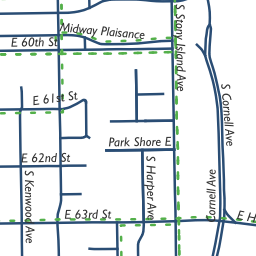 Midway Plaisance
E 60th St
S Stony Island Ave
E 61st St
S Cornell Ave
Park Shore E
E 62nd St
S Kenwood Ave
S Harper Ave
Cornell Ave
E 63rd St
E H